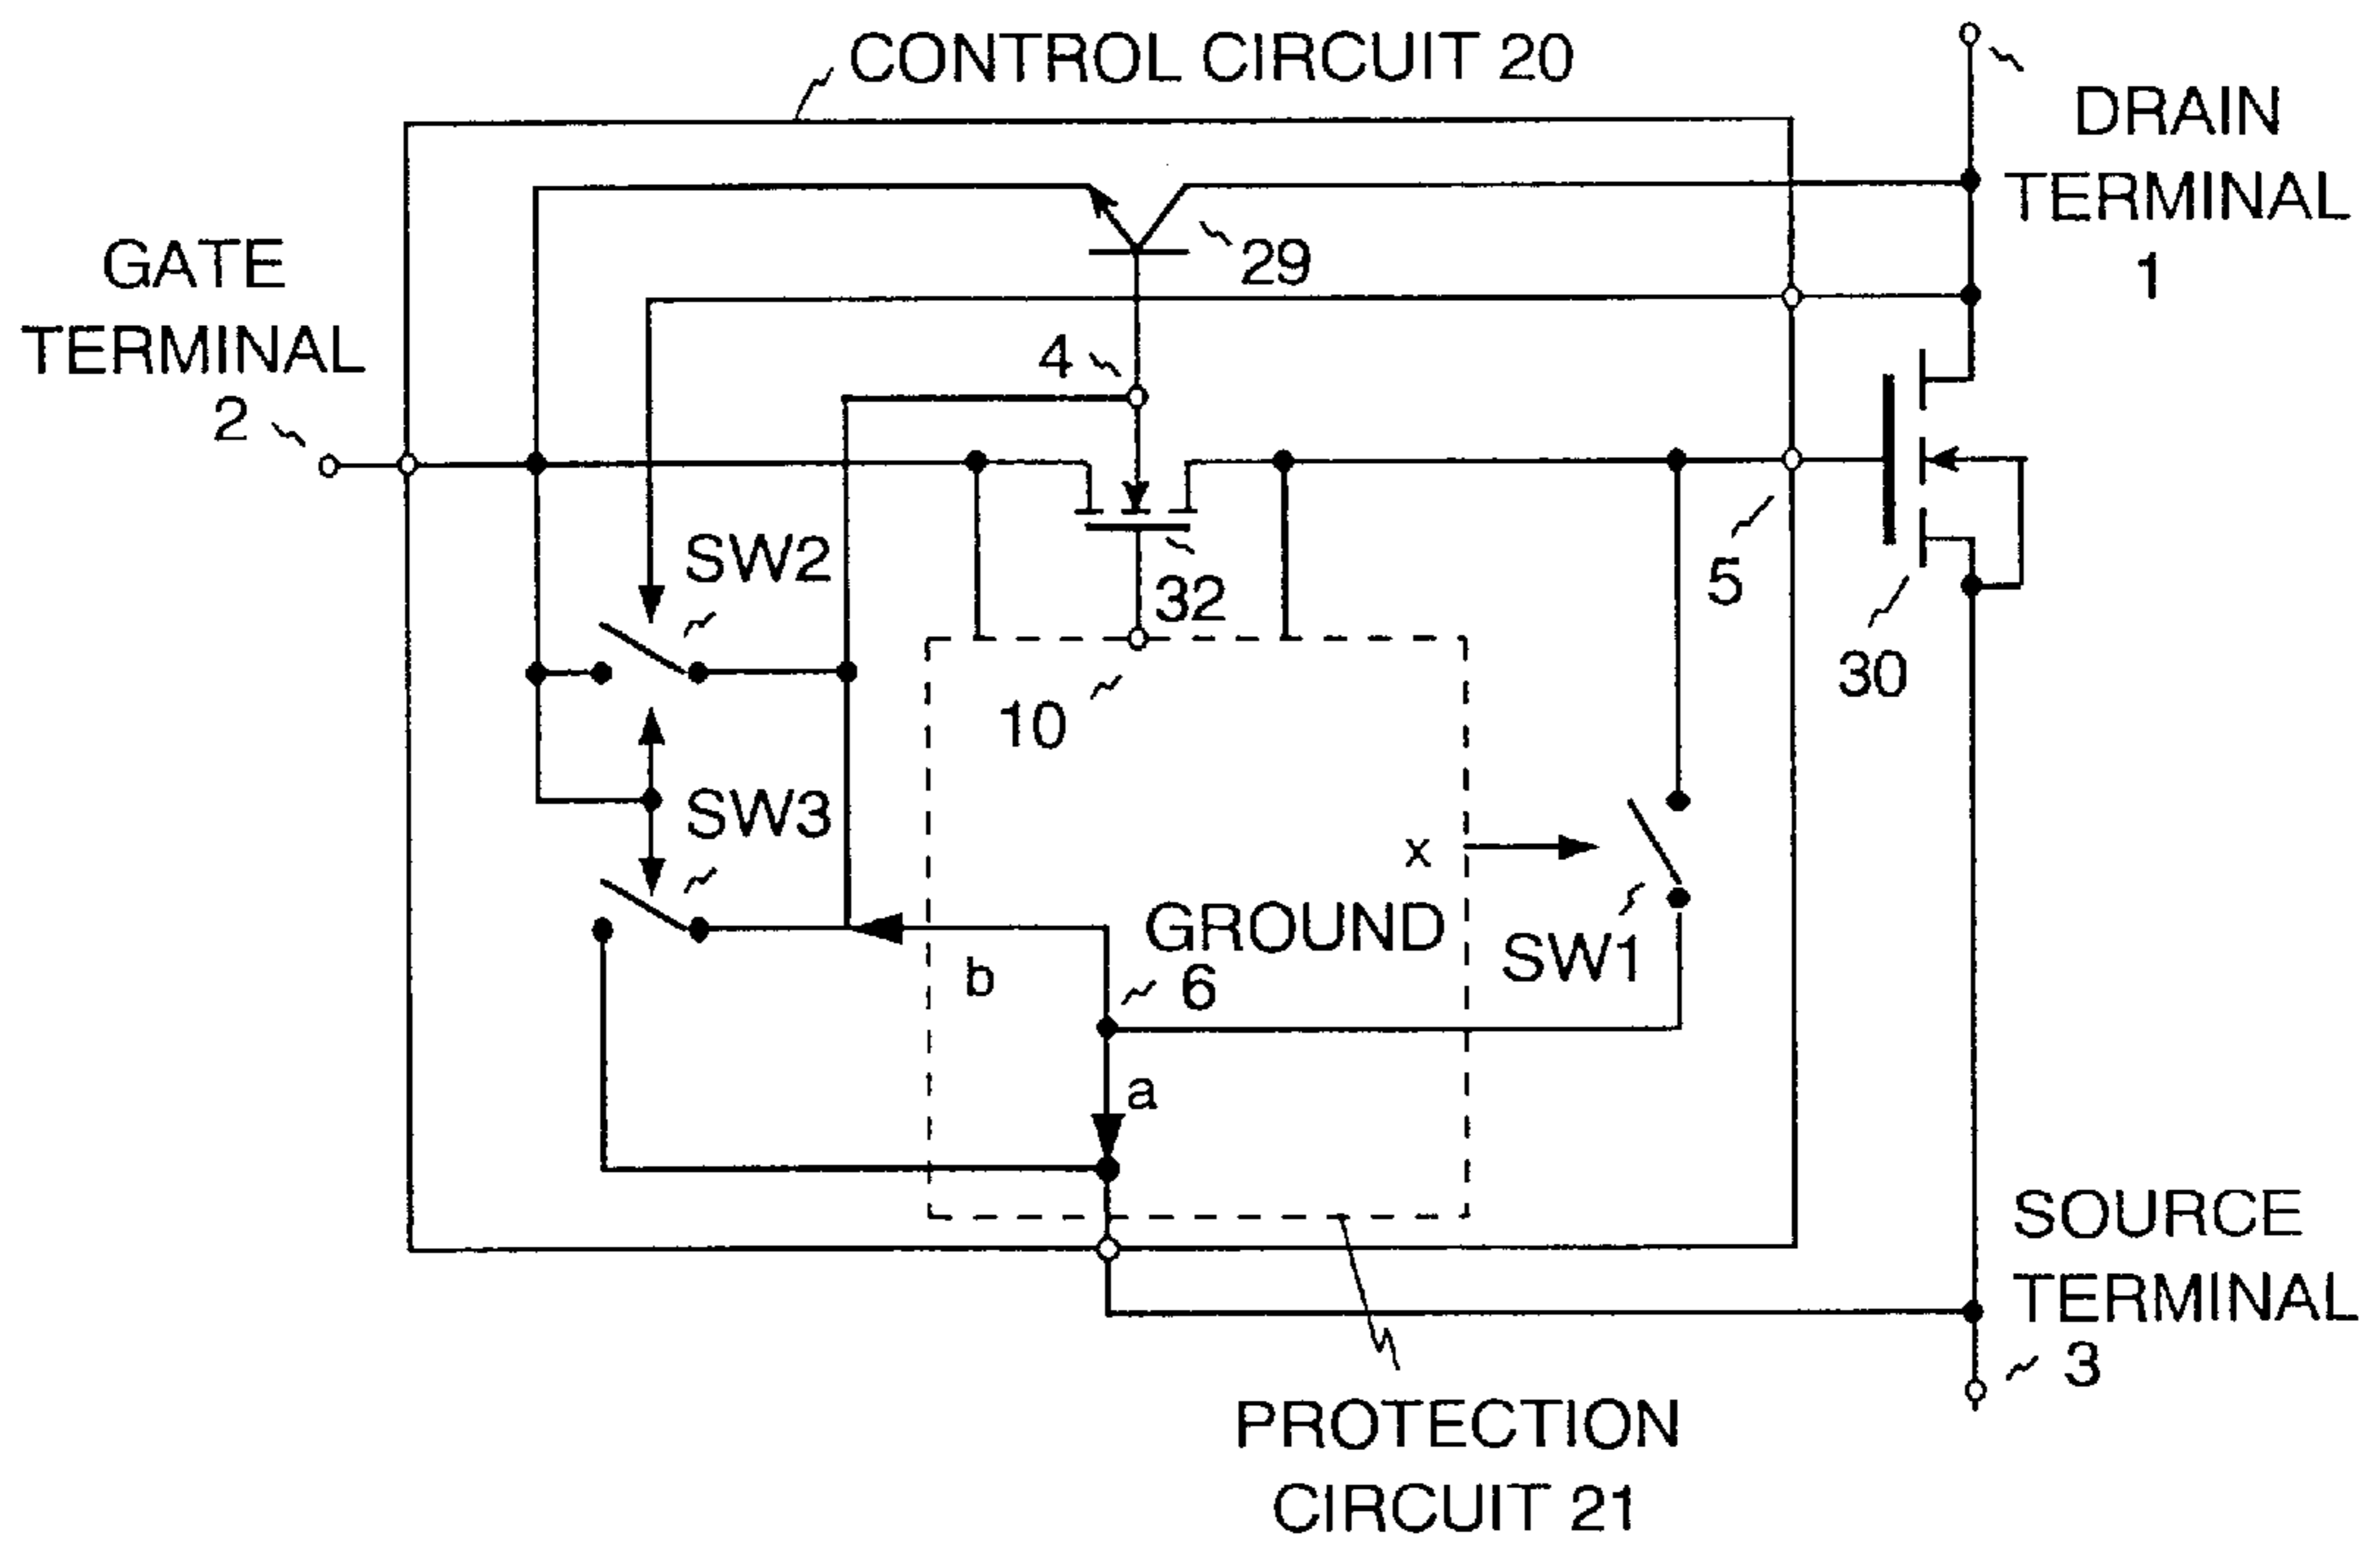 CONTROL CIRCUIT 20
DRAIN
TERMINAL
1
29
GATE
TERMINAL
2
4
SW2
32
5
30
10
SW3
x
GROUND
6
SW1
b
a
SOURCE
TERMINAL
3
PROTECTION
CIRCUIT 21